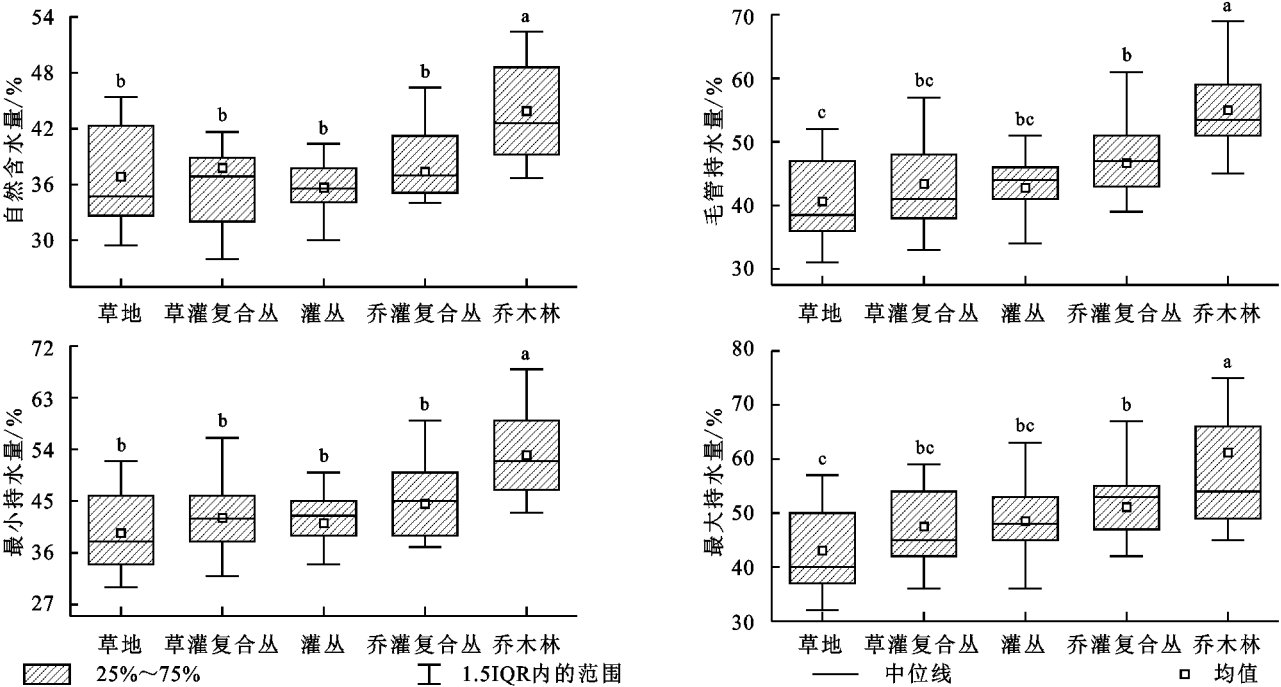 自然含水量/%
54
48
42
36
30
b
b
b
b
a
草地 草灌复合丛 灌丛 乔灌复合丛 乔木林
毛管持水量/%
70
60
50
40
30
c
bc
bc
b
a
草地 草灌复合丛 灌丛 乔灌复合丛 乔木林
最小持水量/%
72
63
54
45
36
27
b
b
b
b
a
草地 草灌复合丛 灌丛 乔灌复合丛 乔木林
最大持水量/%
80
70
60
50
40
30
c
bc
bc
b
a
草地 草灌复合丛 灌丛 乔灌复合丛 乔木林
25%～75% 1.5IQR内的范围 中位线 均值